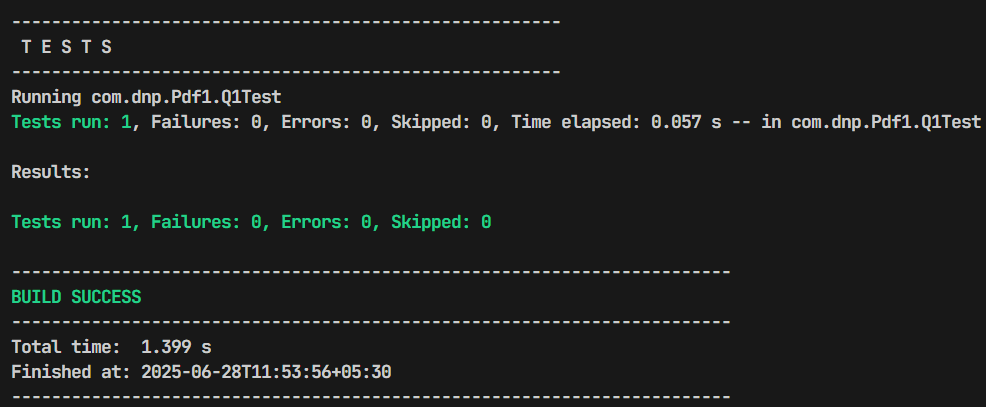 -------------------------------------------------------
 T E S T S
-------------------------------------------------------
Running com.dnp.Pdf1.Q1Test
Tests run: 1, Failures: 0, Errors: 0, Skipped: 0, Time elapsed: 0.057 s -- in com.dnp.Pdf1.Q1Test
Results:
Tests run: 1, Failures: 0, Errors: 0, Skipped: 0
------------------------------------------------------------------------
BUILD SUCCESS
------------------------------------------------------------------------
Total time:  1.399 s
Finished at: 2025-06-28T11:53:56+05:30
------------------------------------------------------------------------